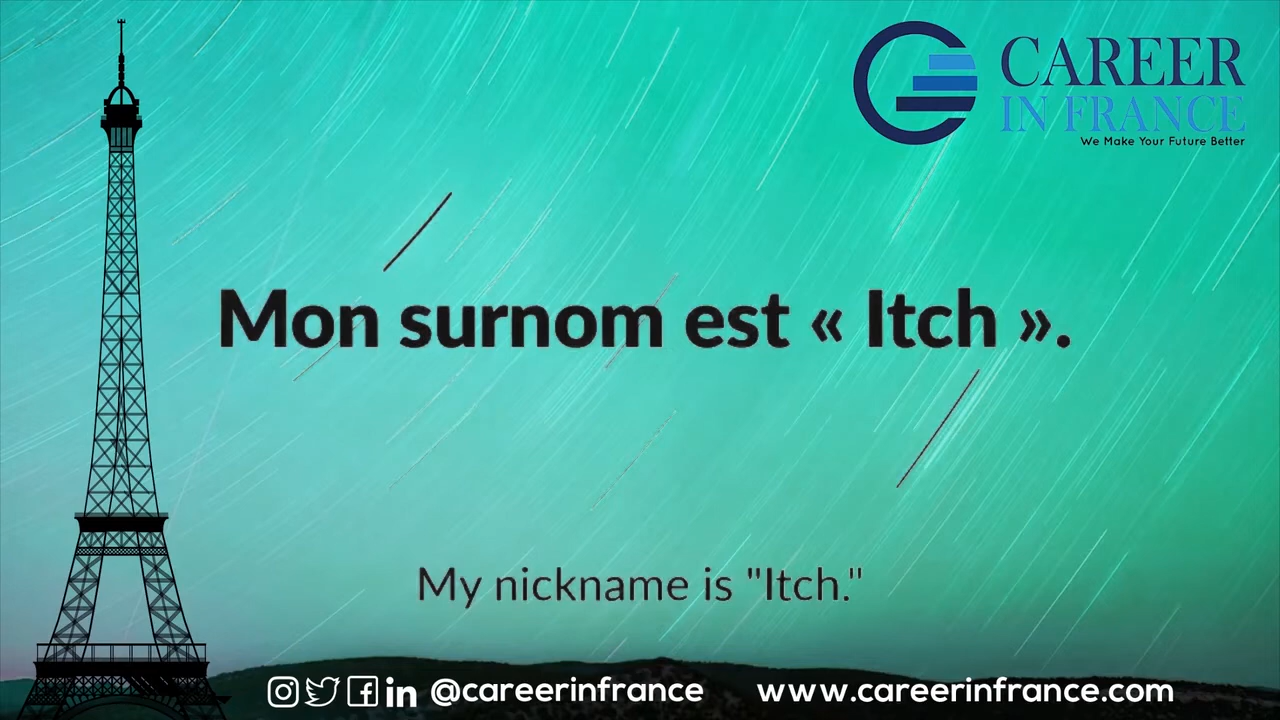 CAREER
IN FRANCE
We Make Your Future Better
Mon surnom est « Itch ».
My nickname is "Itch."
@careerinfrance www.careerinfrance.com